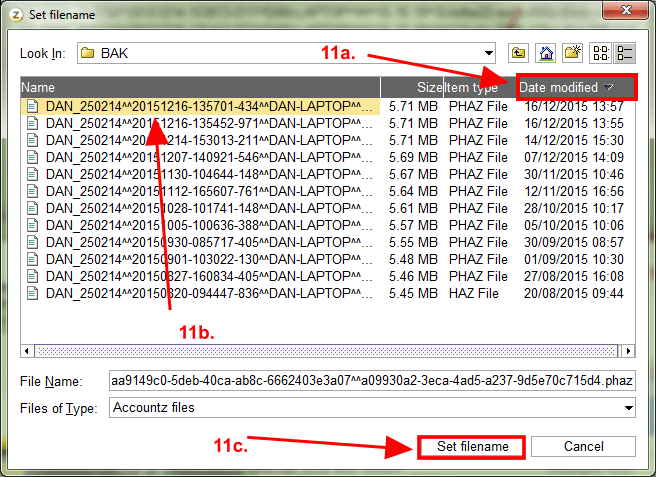 Set filename
Look In: BAK
11a.
Name Size Item type Date modified
DAN_250214^^20151216-135701-434^^DAN-LAPTOP^^... 5.71 MB PHAZ File 16/12/2015 13:57
DAN_250214^^20151216-135452-971^^DAN-LAPTOP^^... 5.71 MB PHAZ File 16/12/2015 13:55
DAN_250214^^20151214-153013-211^^DAN-LAPTOP^^... 5.71 MB PHAZ File 14/12/2015 15:30
DAN_250214^^20151207-140921-546^^DAN-LAPTOP^^... 5.69 MB PHAZ File 07/12/2015 14:09
DAN_250214^^20151130-104644-148^^DAN-LAPTOP^^... 5.67 MB PHAZ File 30/11/2015 10:46
DAN_250214^^20151112-165607-761^^DAN-LAPTOP^^... 5.64 MB PHAZ File 12/11/2015 16:56
DAN_250214^^20151028-101741-148^^DAN-LAPTOP^^... 5.61 MB PHAZ File 28/10/2015 10:17
DAN_250214^^20151005-100636-388^^DAN-LAPTOP^^... 5.57 MB PHAZ File 05/10/2015 10:06
DAN_250214^^20150930-085717-405^^DAN-LAPTOP^^... 5.55 MB PHAZ File 30/09/2015 08:57
DAN_250214^^20150901-103022-130^^DAN-LAPTOP^^... 5.48 MB PHAZ File 01/09/2015 10:30
DAN_250214^^20150827-160834-405^^DAN-LAPTOP^^... 5.46 MB PHAZ File 27/08/2015 16:08
DAN_250214^^20150820-094447-836^^DAN-LAPTOP^^... 5.45 MB HAZ File 20/08/2015 09:44
11b.
File Name: aa9149c0-5deb-40ca-ab8c-6662403e3a07^^a09930a2-3eca-4ad5-a237-9d5e70c715d4.phaz
Files of Type: Accountz files
11c. Set filename Cancel